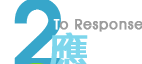 2 To Response
應